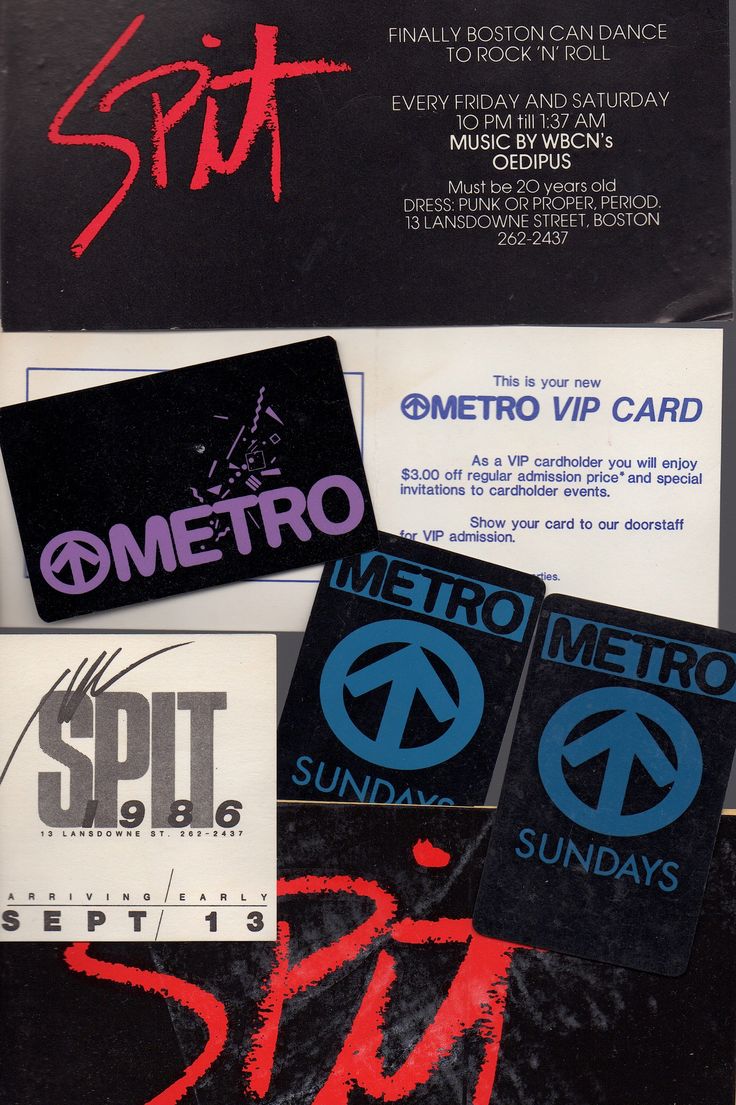 Spit
FINALLY BOSTON CAN DANCE
TO ROCK 'N' ROLL
EVERY FRIDAY AND SATURDAY
10 PM till 1:37 AM
MUSIC BY WBCN's
OEDIPUS
Must be 20 years old
DRESS: PUNK OR PROPER, PERIOD.
13 LANSDOWNE STREET, BOSTON
262-2437
This is your new
METRO VIP CARD
As a VIP cardholder you will enjoy
$3.00 off regular admission price* and special
invitations to cardholder events.
Show your card to our doorstaff
for VIP admission.
METRO
METRO
SUNDAYS
METRO
SUNDAYS
SPIT
1986
13 LANSDOWNE ST. 262-2437
ARRIVING/EARLY
SEPT/13
Spit